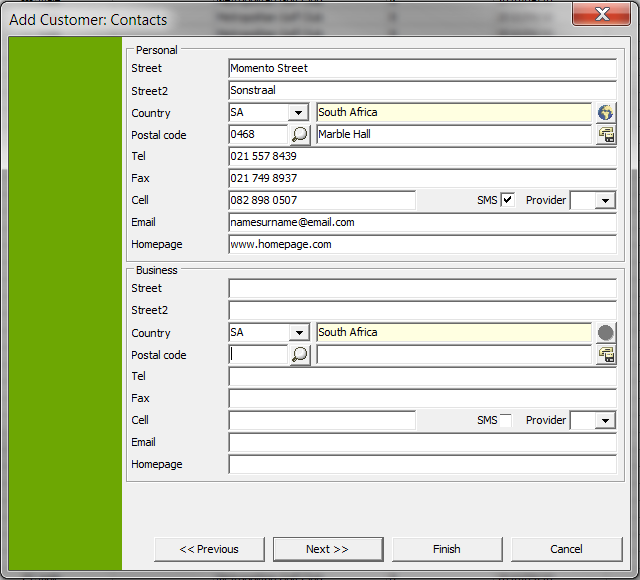 Add Customer: Contacts
Personal
Street Momento Street
Street2 Sonstraal
Country SA South Africa
Postal code 0468 Marble Hall
Tel 021 557 8439
Fax 021 749 8937
Cell 082 898 0507 SMS Provider
Email namesurname@email.com
Homepage www.homepage.com
Business
Street
Street2
Country SA South Africa
Postal code
Tel
Fax
Cell SMS Provider
Email
Homepage
<< Previous Next >> Finish Cancel